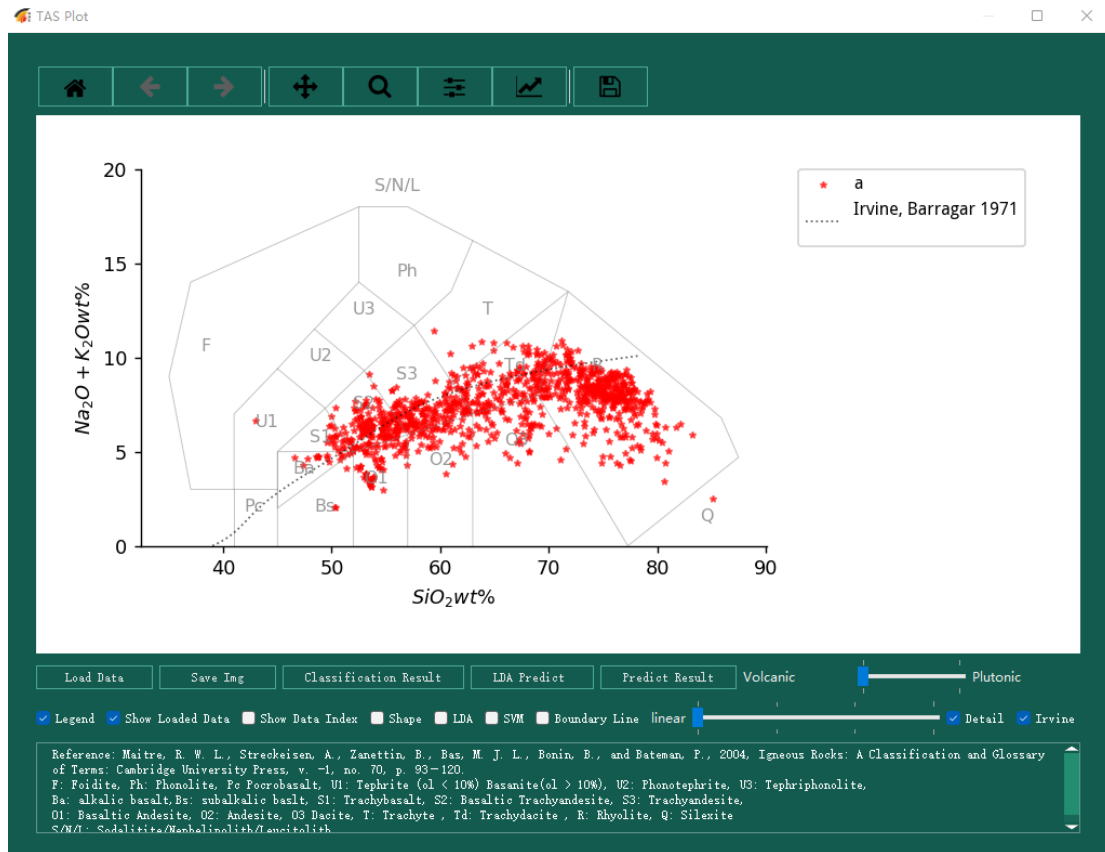 TAS Plot
20
15
10
5
0
40
50
60
70
80
90
Na₂O + K₂Owt%
SiO₂wt%
S/N/L
Ph
U3
T
F
U2
S3
Td
R
S2
U1
S1
O2
Ba
O1
Pc
Bs
Q
a
Irvine, Barragar 1971
Load Data
Save Img
Classification Result
LDA Predict
Predict Result
Volcanic
Plutonic
Legend
Show Loaded Data
Show Data Index
Shape
LDA
SVM
Boundary Line
linear
Detail
Irvine
Reference: Maitre, R. W. L., Streckeisen, A., Zanettin, B., Bas, M. J. L., Bonin, B., and Bateman, P., 2004, Igneous Rocks: A Classification and Glossary
of Terms: Cambridge University Press, v. -1, no. 70, p. 93-120.
F: Foidite, Ph: Phonolite, Pc Pocrobasalt, U1: Tephrite (ol < 10%) Basanite(ol > 10%), U2: Phonotephrite, U3: Tephriphonolite,
Ba: alkalic basalt,Bs: subalkalic baslt, S1: Trachybasalt, S2: Basaltic Trachyandesite, S3: Trachyandesite,
O1: Basaltic Andesite, O2: Andesite, O3 Dacite, T: Trachyte , Td: Trachydacite , R: Rhyolite, Q: Silexite
S/N/L: Sodalitite/Nephelinolith/Leucitolith